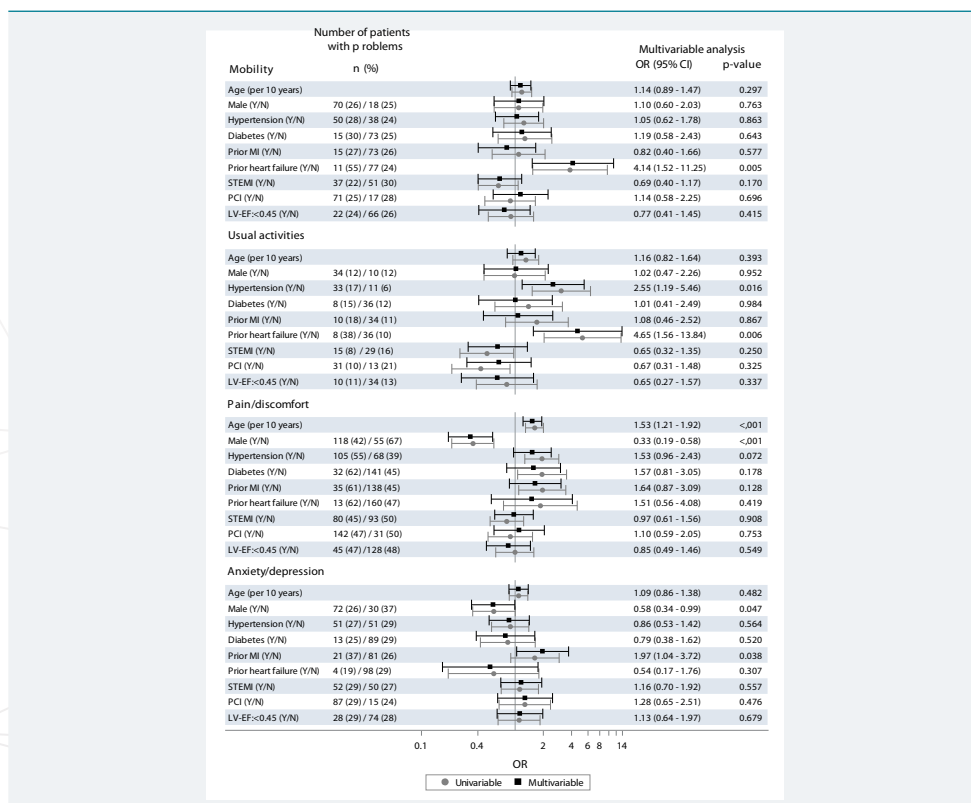 Number of patients
with p roblems
Multivariable analysis
Mobility n (%) OR (95% CI) p-value
Age (per 10 years) 1.14 (0.89 - 1.47) 0.297
Male (Y/N) 70 (26) / 18 (25) 1.10 (0.60 - 2.03) 0.763
Hypertension (Y/N) 50 (28) / 38 (24) 1.05 (0.62 - 1.78) 0.863
Diabetes (Y/N) 15 (30) / 73 (25) 1.19 (0.58 - 2.43) 0.643
Prior MI (Y/N) 15 (27) / 73 (26) 0.82 (0.40 - 1.66) 0.577
Prior heart failure (Y/N) 11 (55) / 77 (24) 4.14 (1.52 - 11.25) 0.005
STEMI (Y/N) 37 (22) / 51 (30) 0.69 (0.40 - 1.17) 0.170
PCI (Y/N) 71 (25) / 17 (28) 1.14 (0.58 - 2.25) 0.696
LV-EF:<0.45 (Y/N) 22 (24) / 66 (26) 0.77 (0.41 - 1.45) 0.415
Usual activities
Age (per 10 years) 1.16 (0.82 - 1.64) 0.393
Male (Y/N) 34 (12) / 10 (12) 1.02 (0.47 - 2.26) 0.952
Hypertension (Y/N) 33 (17) / 11 (6) 2.55 (1.19 - 5.46) 0.016
Diabetes (Y/N) 8 (15) / 36 (12) 1.01 (0.41 - 2.49) 0.984
Prior MI (Y/N) 10 (18) / 34 (11) 1.08 (0.46 - 2.52) 0.867
Prior heart failure (Y/N) 8 (38) / 36 (10) 4.65 (1.56 - 13.84) 0.006
STEMI (Y/N) 15 (8) / 29 (16) 0.65 (0.32 - 1.35) 0.250
PCI (Y/N) 31 (10) / 13 (21) 0.67 (0.31 - 1.48) 0.325
LV-EF:<0.45 (Y/N) 10 (11) / 34 (13) 0.65 (0.27 - 1.57) 0.337
Pain/discomfort
Age (per 10 years) 1.53 (1.21 - 1.92) <,001
Male (Y/N) 118 (42) / 55 (67) 0.33 (0.19 - 0.58) <,001
Hypertension (Y/N) 105 (55) / 68 (39) 1.53 (0.96 - 2.43) 0.072
Diabetes (Y/N) 32 (62) /141 (45) 1.57 (0.81 - 3.05) 0.178
Prior MI (Y/N) 35 (61) /138 (45) 1.64 (0.87 - 3.09) 0.128
Prior heart failure (Y/N) 13 (62) /160 (47) 1.51 (0.56 - 4.08) 0.419
STEMI (Y/N) 80 (45) / 93 (50) 0.97 (0.61 - 1.56) 0.908
PCI (Y/N) 142 (47) / 31 (50) 1.10 (0.59 - 2.05) 0.753
LV-EF:<0.45 (Y/N) 45 (47) /128 (48) 0.85 (0.49 - 1.46) 0.549
Anxiety/depression
Age (per 10 years) 1.09 (0.86 - 1.38) 0.482
Male (Y/N) 72 (26) / 30 (37) 0.58 (0.34 - 0.99) 0.047
Hypertension (Y/N) 51 (27) / 51 (29) 0.86 (0.53 - 1.42) 0.564
Diabetes (Y/N) 13 (25) / 89 (29) 0.79 (0.38 - 1.62) 0.520
Prior MI (Y/N) 21 (37) / 81 (26) 1.97 (1.04 - 3.72) 0.038
Prior heart failure (Y/N) 4 (19) / 98 (29) 0.54 (0.17 - 1.76) 0.307
STEMI (Y/N) 52 (29) / 50 (27) 1.16 (0.70 - 1.92) 0.557
PCI (Y/N) 87 (29) / 15 (24) 1.28 (0.65 - 2.51) 0.476
LV-EF:<0.45 (Y/N) 28 (29) / 74 (28) 1.13 (0.64 - 1.97) 0.679
0.1 0.4 2 4 6 8 14
OR
Univariable Multivariable